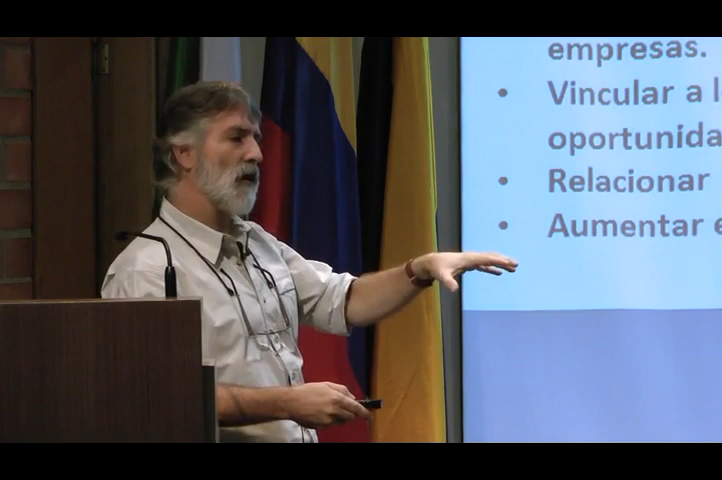 empresas.
• Vincular a
oportunida
• Relacionar
• Aumentar e